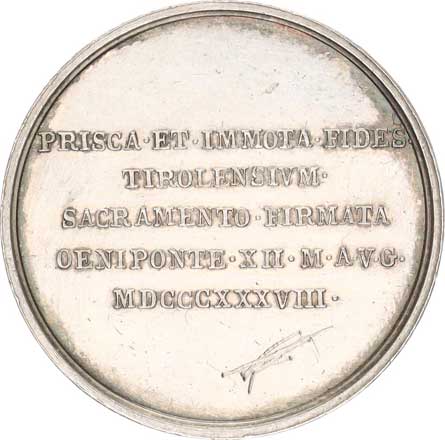 PRISCA·ET·IMMOTA·FIDES·
TIROLENSIVM·
SACRAMENTO·FIRMATA
OENIPONTE·XII·M·AVG·
MDCCCXXXVIII·